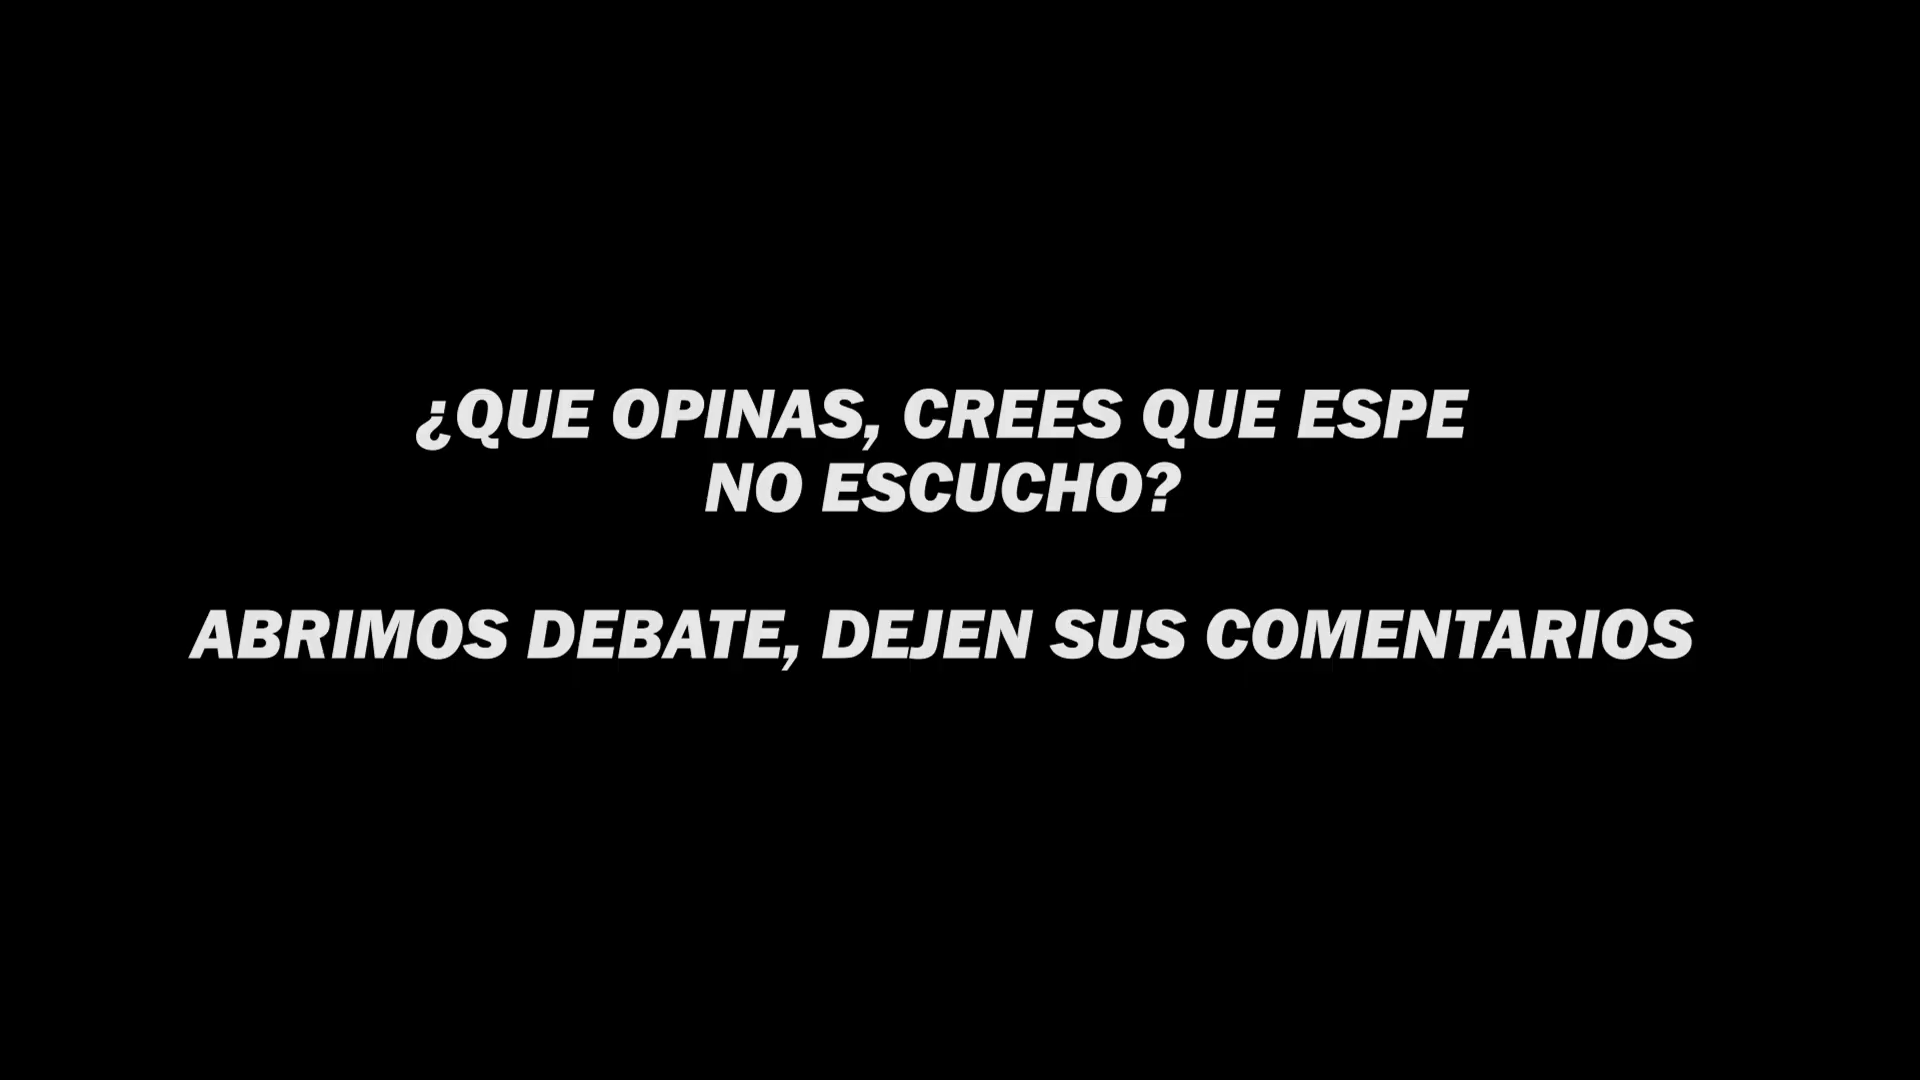 ¿QUE OPINAS, CREES QUE ESPE
NO ESCUCHO?
ABRIMOS DEBATE, DEJEN SUS COMENTARIOS